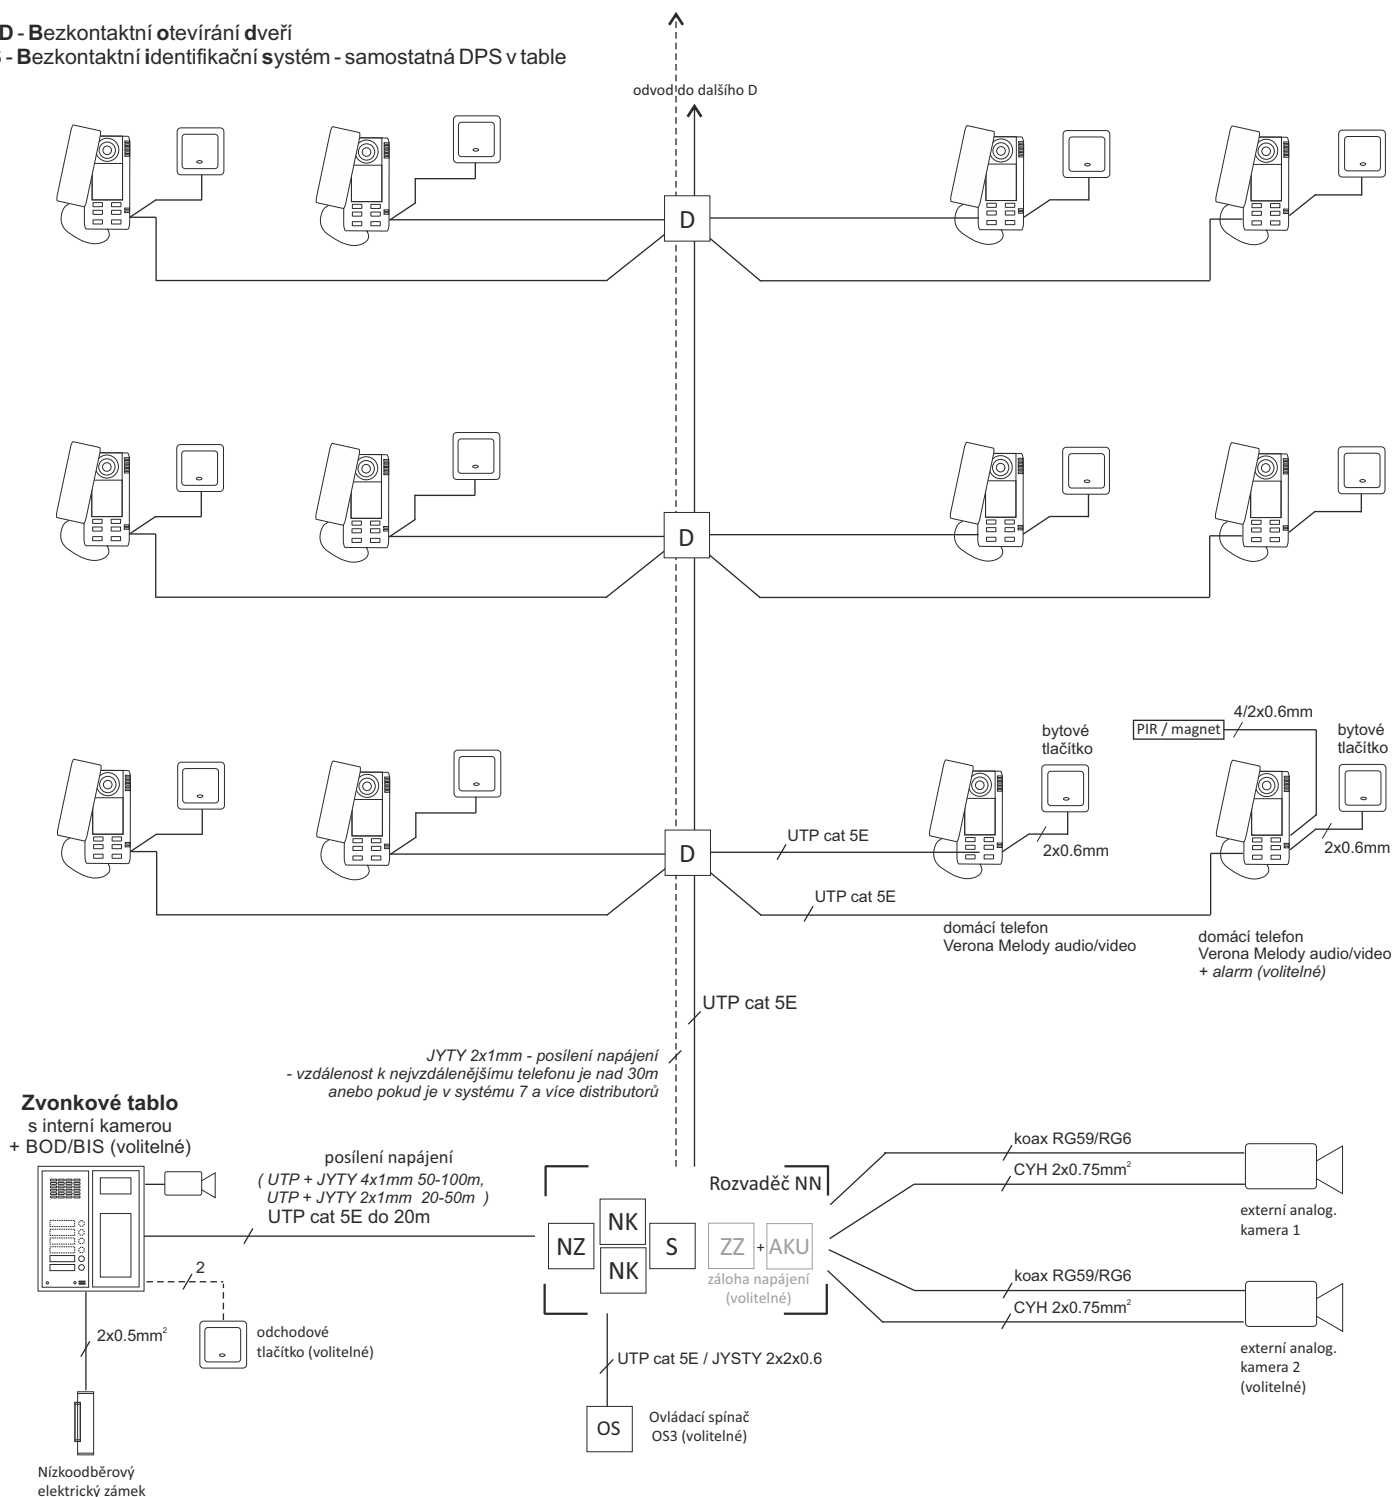 D - Bezkontaktní otevírání dveří
- Bezkontaktní identifikační systém - samostatná DPS v table
odvod do dalšího D
D
D
4/2x0.6mm
PIR / magnet
bytové
tlačítko
bytové
tlačítko
UTP cat 5E
2x0.6mm
2x0.6mm
D
UTP cat 5E
domácí telefon
Verona Melody audio/video
domácí telefon
Verona Melody audio/video
+ alarm (volitelné)
UTP cat 5E
JYTY 2x1mm - posílení napájení
- vzdálenost k nejvzdálenějšímu telefonu je nad 30m
anebo pokud je v systému 7 a více distributorů
Zvonkové tablo
s interní kamerou
+ BOD/BIS (volitelné)
posílení napájení
( UTP + JYTY 4x1mm 50-100m,
UTP + JYTY 2x1mm 20-50m )
UTP cat 5E do 20m
Rozvaděč NN
NZ
NK
NK
S
ZZ
+
AKU
záloha napájení
(volitelné)
koax RG59/RG6
CYH 2x0.75mm²
externí analog.
kamera 1
koax RG59/RG6
CYH 2x0.75mm²
externí analog.
kamera 2
(volitelné)
2
2x0.5mm²
odchodové
tlačítko (volitelné)
UTP cat 5E / JYSTY 2x2x0.6
OS
Ovládací spínač
OS3 (volitelné)
Nízkoodběrový
elektrický zámek